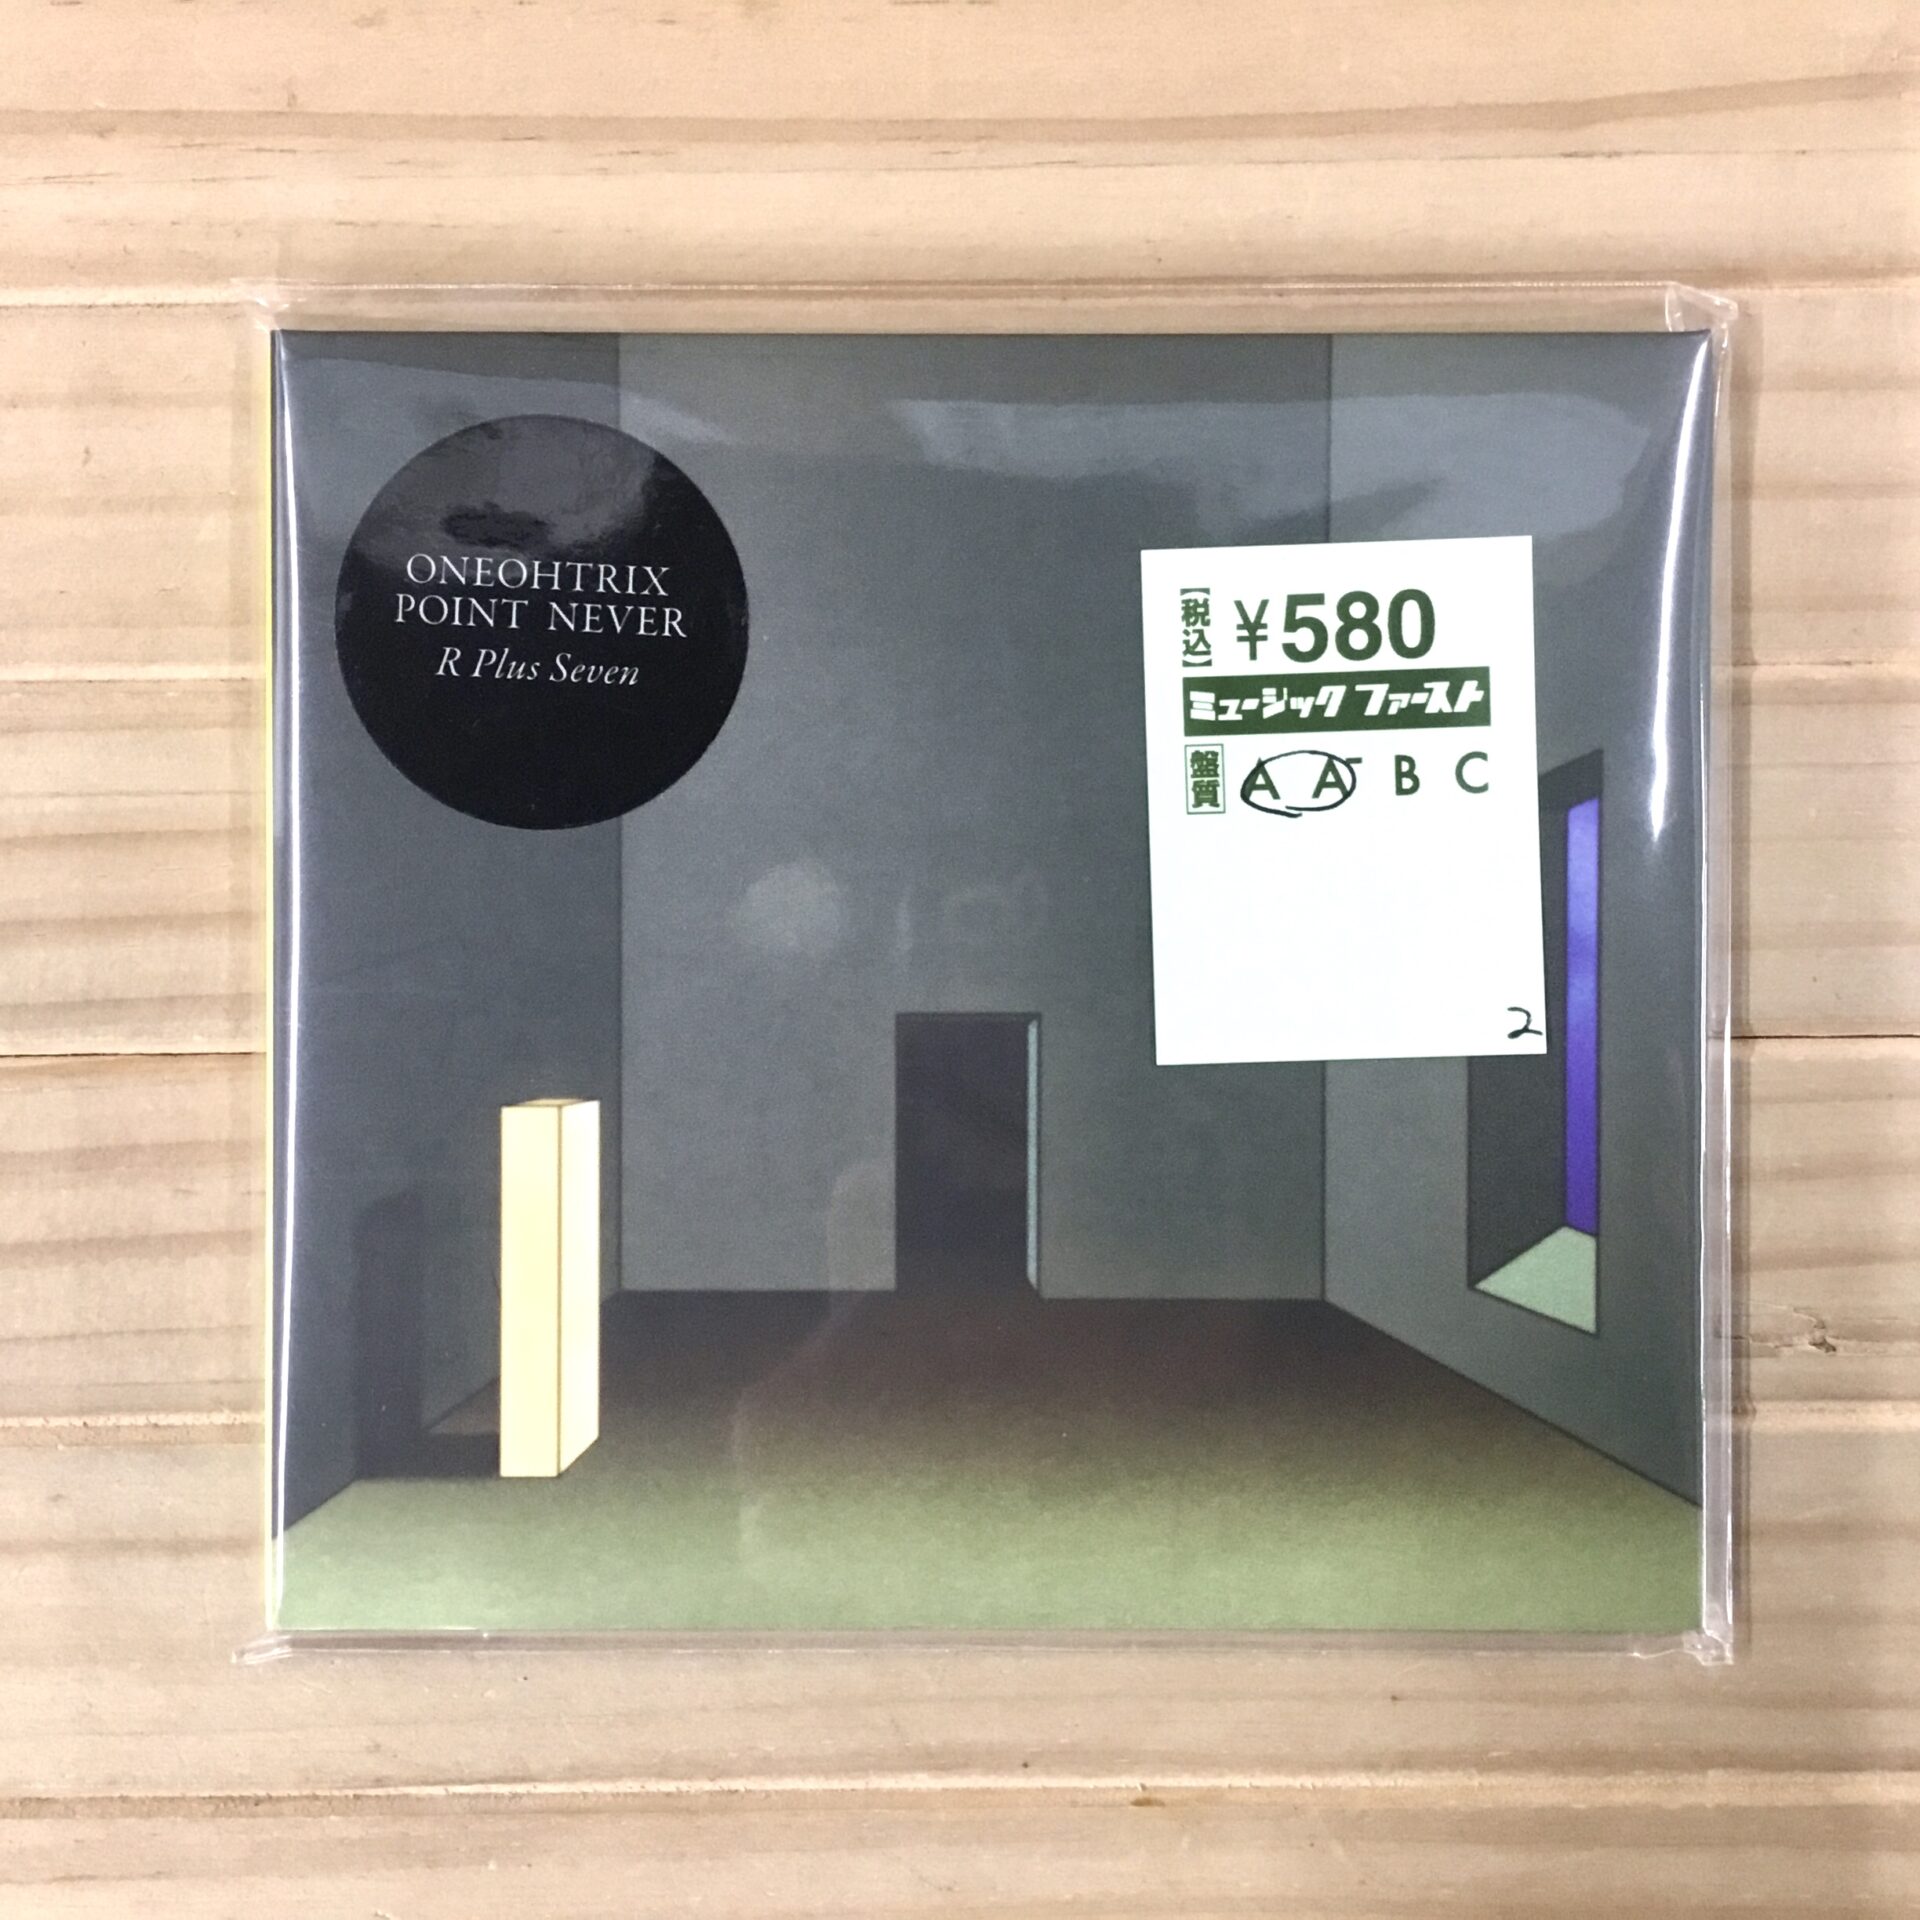 ONEOHTRIX
POINT NEVER
R Plus Seven
【税込】 ¥580
ミュージック ファースト
盤質 A A⁻ B C
2